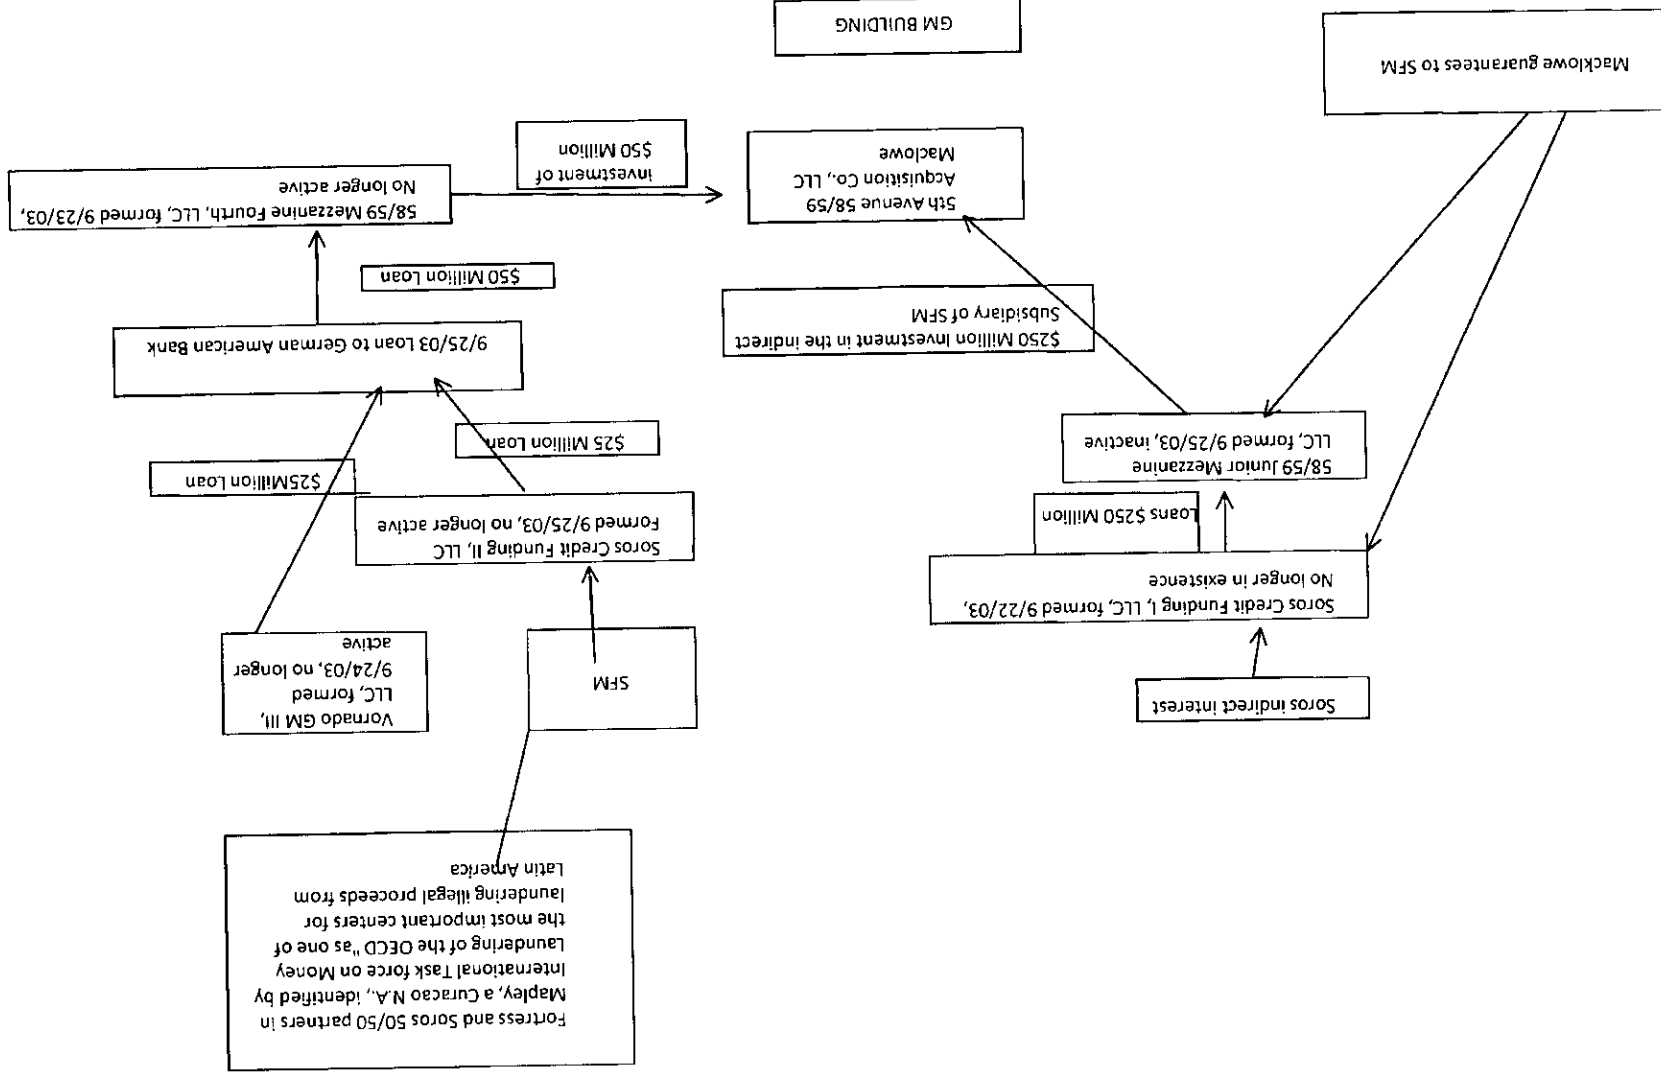 Fortress and Soros 50/50 partners in
Mapley, a Curacao N.A., identified by
International Task force on Money
Laundering of the OECD "as one of
the most important centers for
laundering illegal proceeds from
Latin America
Soros indirect interest
SFM
Vornado GM III,
LLC, formed
9/24/03, no longer
active
Soros Credit Funding I, LLC, formed 9/22/03,
No longer in existence
Soros Credit Funding II, LLC
Formed 9/25/03, no longer active
Loans $250 Million
$25Million Loan
58/59 Junior Mezzanine
LLC, formed 9/25/03, inactive
$25 Million Loan
9/25/03 Loan to German American Bank
$250 Million Investment in the indirect
Subsidiary of SFM
$50 Million Loan
5th Avenue 58/59
Acquisition Co., LLC
Maclowe
58/59 Mezzanine Fourth, LLC, formed 9/23/03,
No longer active
investment of
$50 Million
Macklowe guarantees to SFM
GM BUILDING